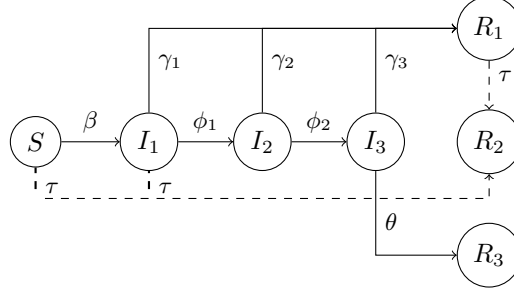 R₁
γ₁ γ₂ γ₃
τ
S β I₁ φ₁ I₂ φ₂ I₃ R₂
τ τ
θ
R₃